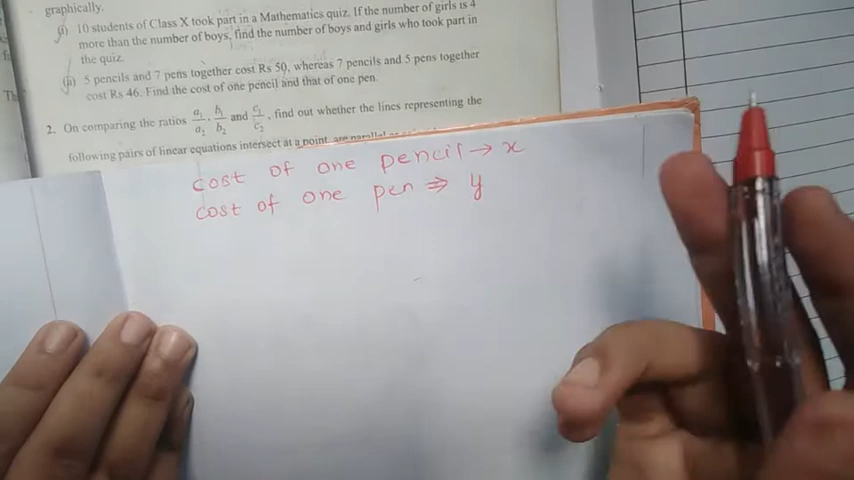 graphically.
(i) 10 students of Class X took part in a Mathematics quiz. If the number of girls is 4
more than the number of boys, find the number of boys and girls who took part in
the quiz.
(ii) 5 pencils and 7 pens together cost Rs 50, whereas 7 pencils and 5 pens together
cost Rs 46. Find the cost of one pencil and that of one pen.
2. On comparing the ratios a₁/a₂, b₁/b₂ and c₁/c₂, find out whether the lines representing the
following pairs of linear equations intersect at a point, are parallel
cost of one pencil → x
cost of one pen ⇒ y